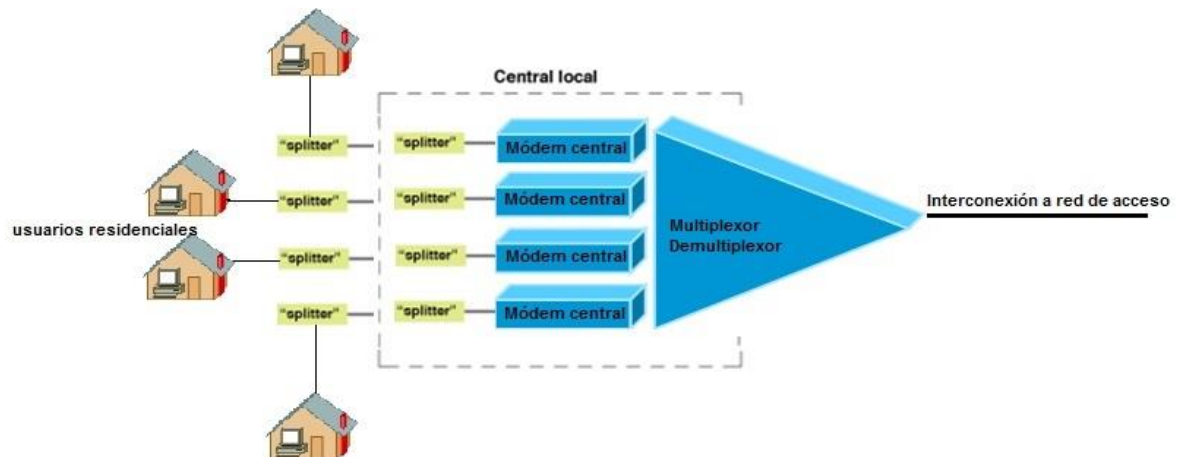 Central local
"splitter" "splitter" Módem central
"splitter" "splitter" Módem central
usuarios residenciales
"splitter" "splitter" Módem central
"splitter" "splitter" Módem central
Multiplexor
Demultiplexor
Interconexión a red de acceso